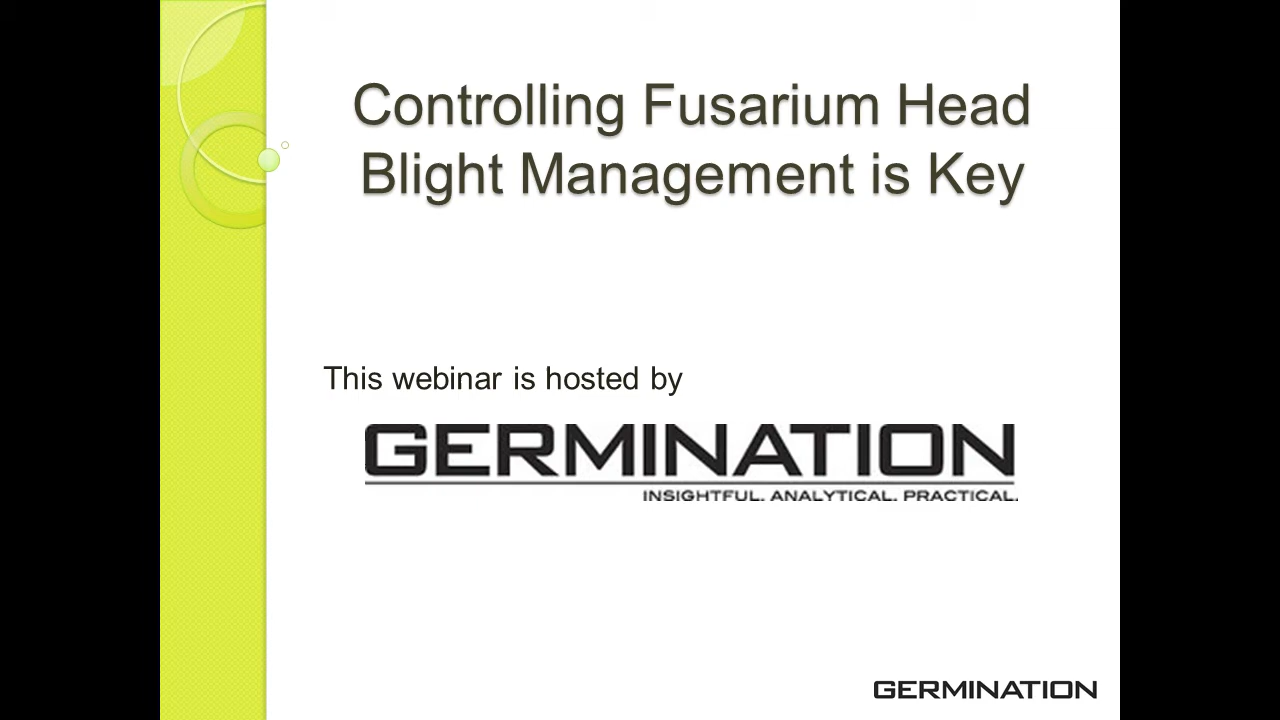 Controlling Fusarium Head
Blight Management is Key
This webinar is hosted by
GERMINATION
INSIGHTFUL. ANALYTICAL. PRACTICAL.
GERMINATION